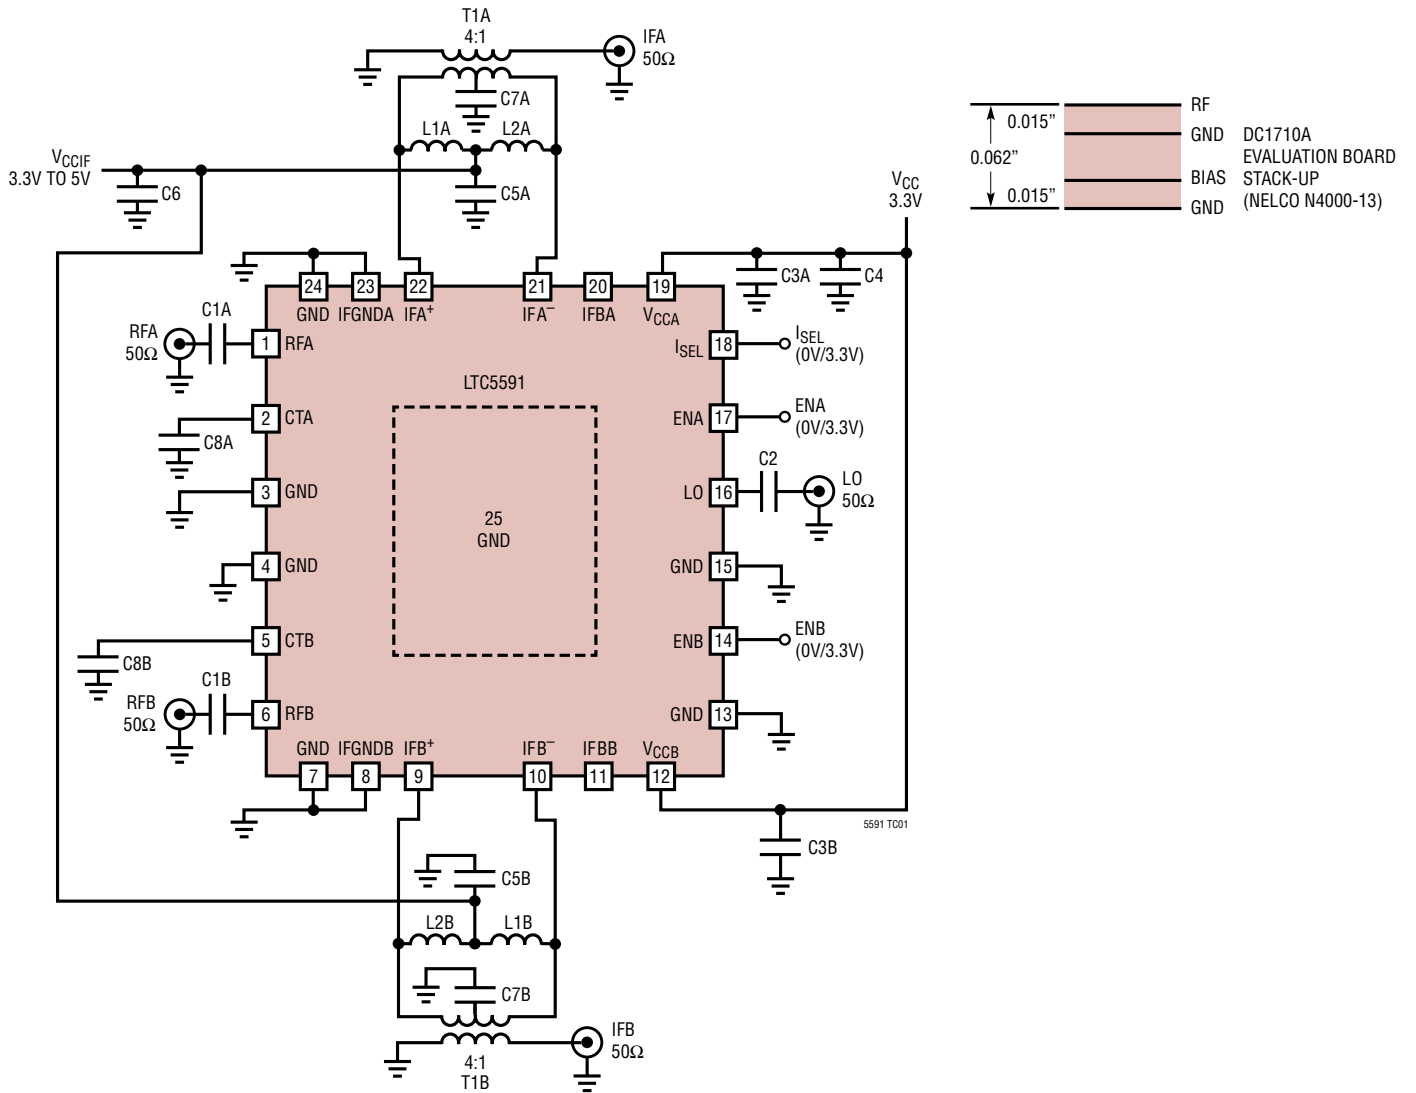 T1A
4:1
IFA
50Ω
C7A
L1A
L2A
V_CCIF
3.3V TO 5V
C6
C5A
RF
0.015”
GND
DC1710A
0.062”
EVALUATION BOARD
BIAS
STACK-UP
0.015”
(NELCO N4000-13)
GND
V_CC
3.3V
C3A
C4
24
23
22
21
20
19
GND
IFGNDA
IFA+
IFA–
IFBA
V_CCA
C1A
RFA
50Ω
1
RFA
I_SEL
18
I_SEL
(0V/3.3V)
LTC5591
2
CTA
C8A
ENA
17
ENA
(0V/3.3V)
3
GND
LO
16
C2
LO
50Ω
25
GND
4
GND
GND
15
5
CTB
C8B
ENB
14
ENB
(0V/3.3V)
C1B
RFB
50Ω
6
RFB
GND
13
GND
IFGNDB
IFB+
IFB–
IFBB
V_CCB
7
8
9
10
11
12
5591 TC01
C3B
C5B
L2B
L1B
C7B
IFB
50Ω
4:1
T1B